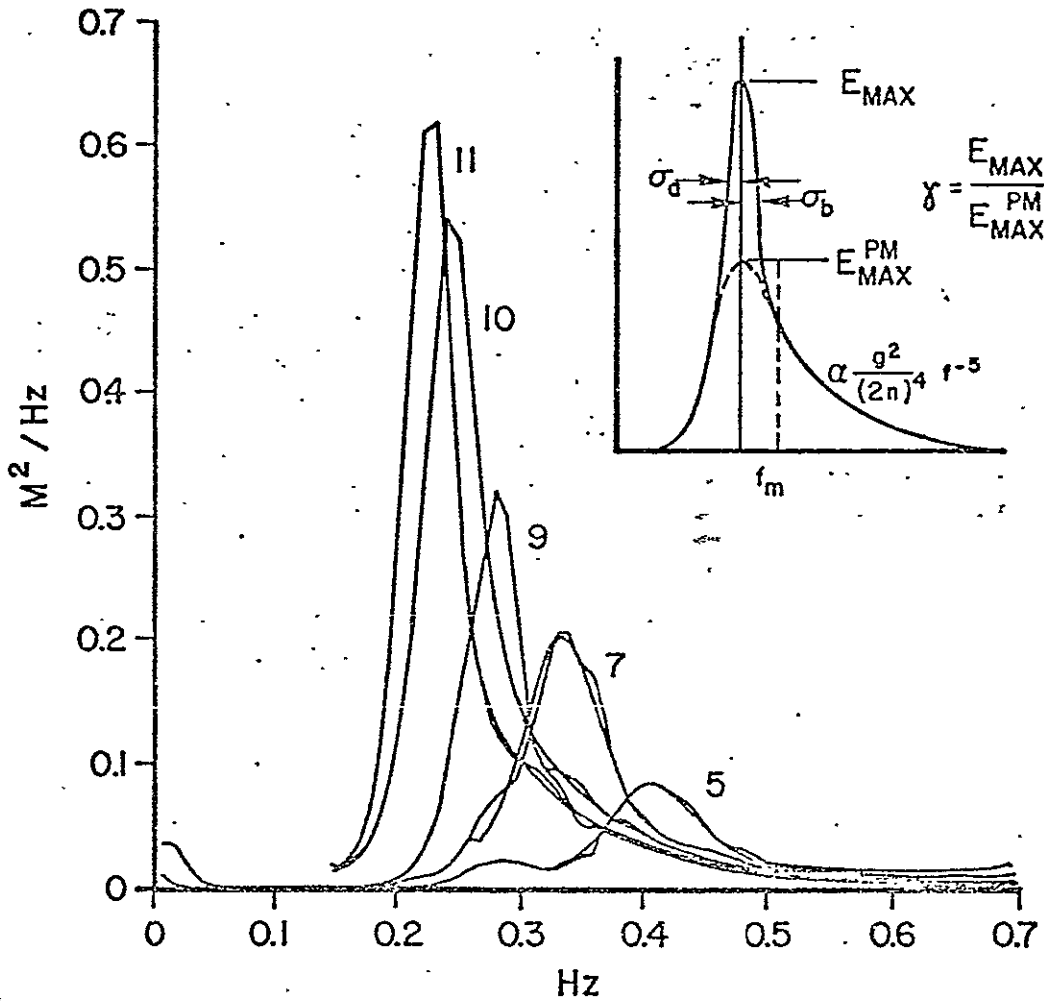 0.7
0.6
0.5
0.4
0.3
0.2
0.1
0
M²/Hz
0 0.1 0.2 0.3 0.4 0.5 0.6 0.7
Hz
11
10
9
7
5
E_MAX
σ_d
σ_b
γ = E_MAX / E_MAX^PM
E_MAX^PM
α g²/(2n)⁴ f⁻⁵
f_m